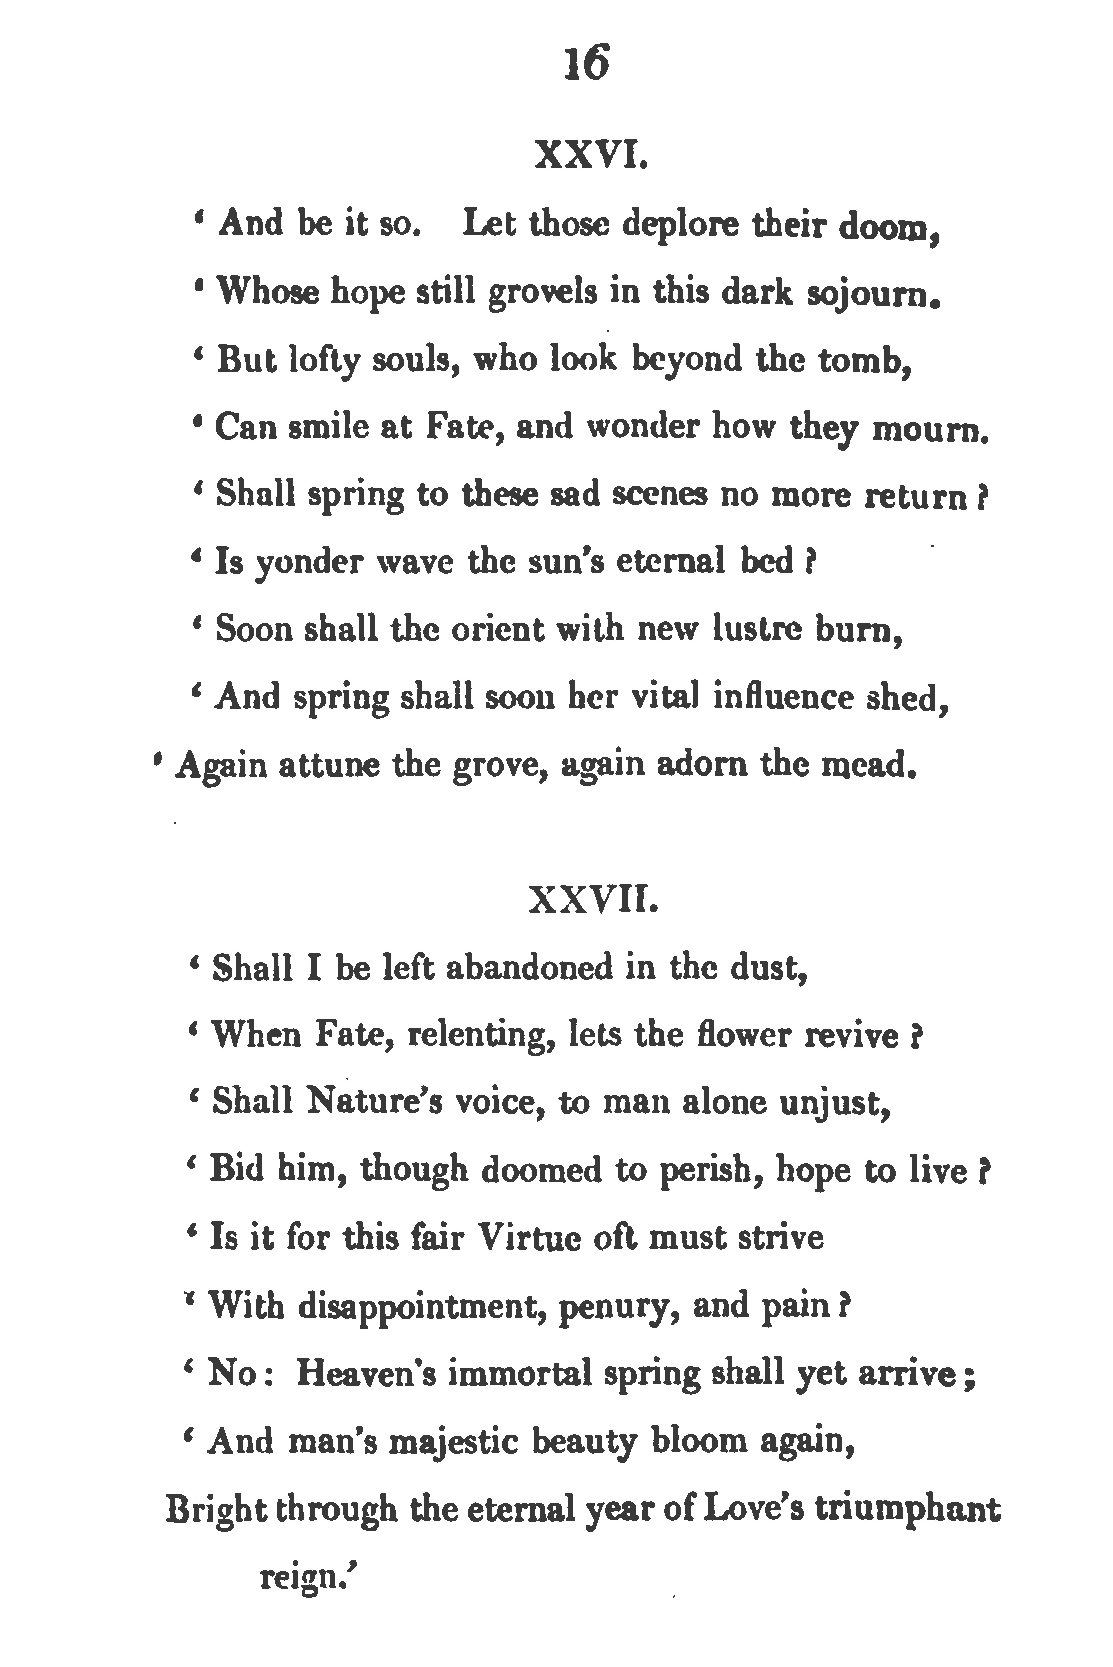 16
XXVI.
‘ And be it so. Let those deplore their doom,
‘ Whose hope still grovels in this dark sojourn.
‘ But lofty souls, who look beyond the tomb,
‘ Can smile at Fate, and wonder how they mourn.
‘ Shall spring to these sad scenes no more return ?
‘ Is yonder wave the sun’s eternal bed ?
‘ Soon shall the orient with new lustre burn,
‘ And spring shall soon her vital influence shed,
‘ Again attune the grove, again adorn the mead.
XXVII.
‘ Shall I be left abandoned in the dust,
‘ When Fate, relenting, lets the flower revive ?
‘ Shall Nature’s voice, to man alone unjust,
‘ Bid him, though doomed to perish, hope to live ?
‘ Is it for this fair Virtue oft must strive
‘ With disappointment, penury, and pain ?
‘ No : Heaven’s immortal spring shall yet arrive ;
‘ And man’s majestic beauty bloom again,
Bright through the eternal year of Love’s triumphant
reign.’